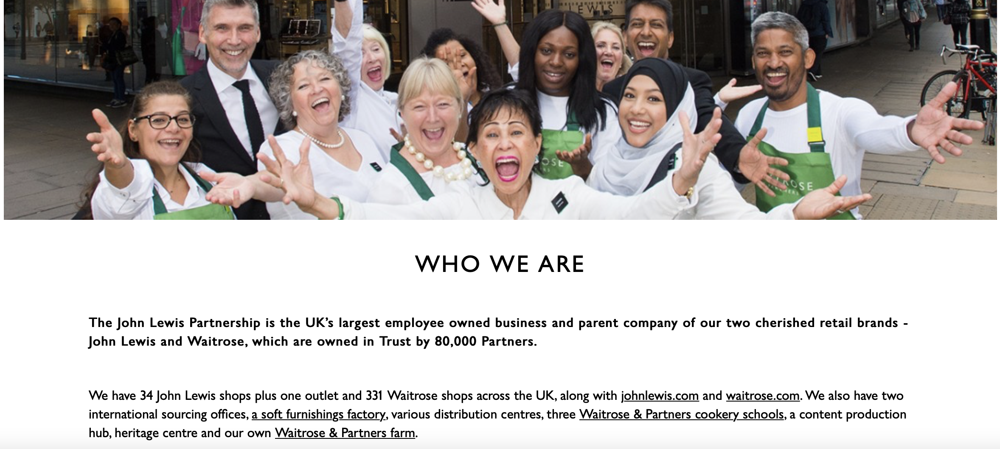 LEWIS
OSE
ROSE
WHO WE ARE
The John Lewis Partnership is the UK’s largest employee owned business and parent company of our two cherished retail brands -
John Lewis and Waitrose, which are owned in Trust by 80,000 Partners.
We have 34 John Lewis shops plus one outlet and 331 Waitrose shops across the UK, along with johnlewis.com and waitrose.com. We also have two
international sourcing offices, a soft furnishings factory, various distribution centres, three Waitrose & Partners cookery schools, a content production
hub, heritage centre and our own Waitrose & Partners farm.